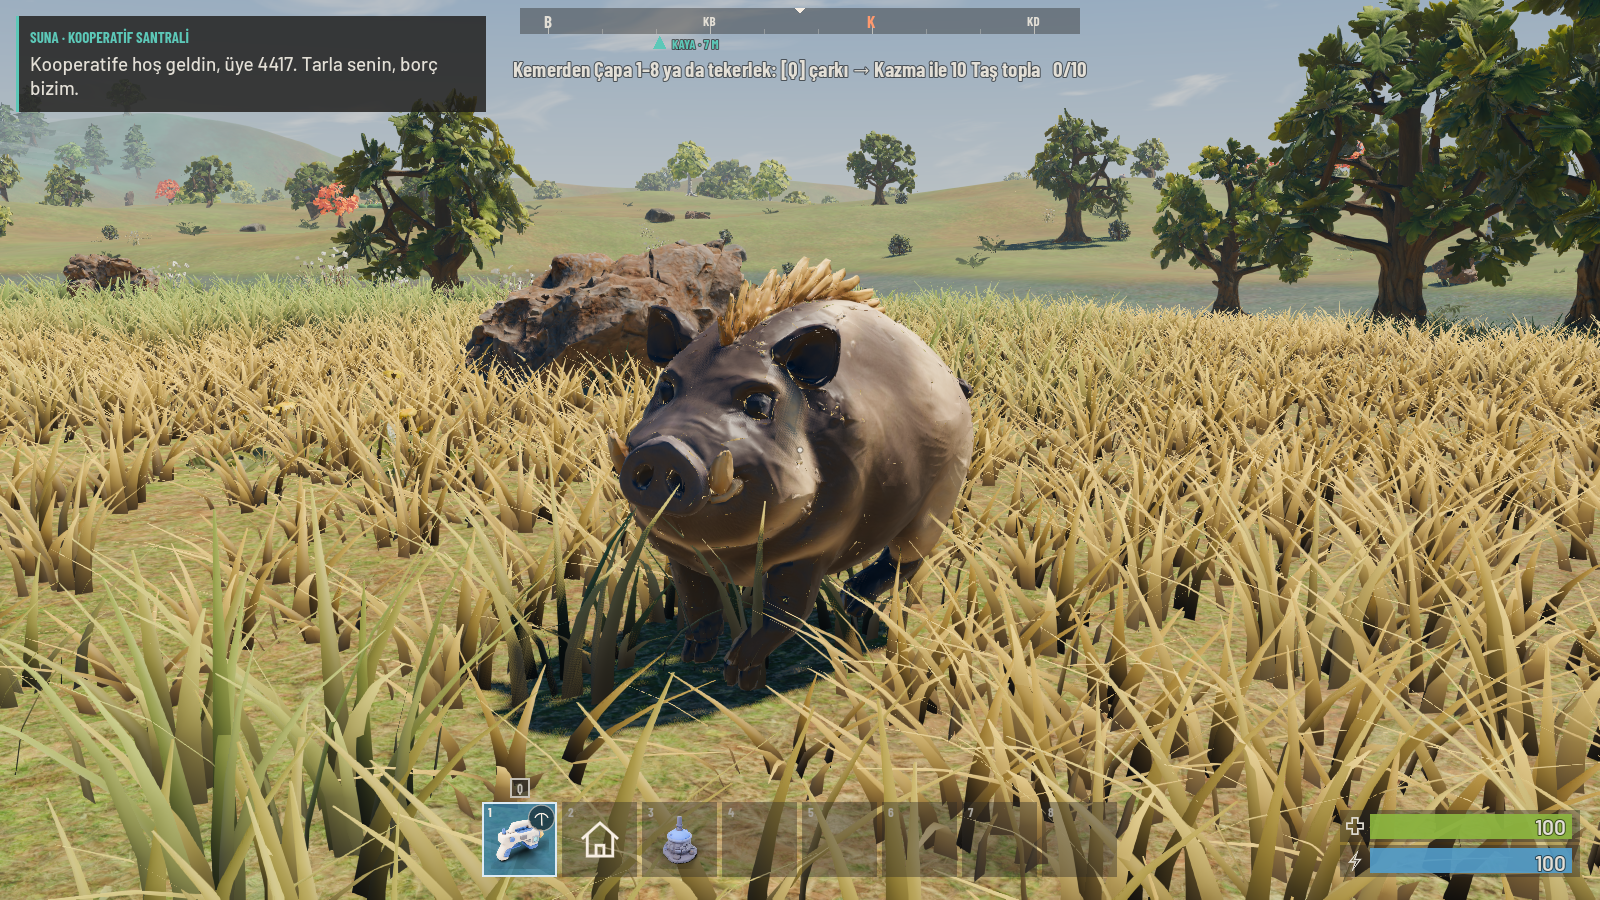 SUNA · KOOPERATİF SANTRALİ
Kooperatife hoş geldin, üye 4417. Tarla senin, borç
bizim.
B KB K KD
KAYA · 7 M
Kemerden Çapa 1-8 ya da tekerlek: [Q] çarkı → Kazma ile 10 Taş topla 0/10
Q
1 2 3 4 5 6 7 8
100
100